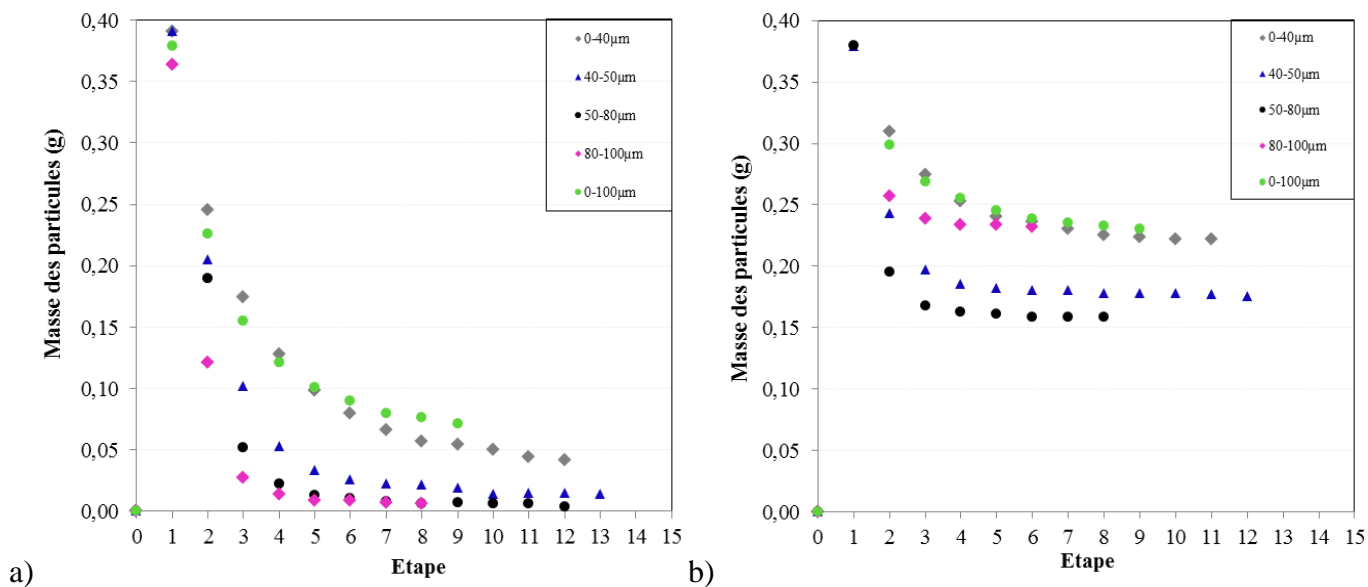 0,40
0,35
0,30
0,25
0,20
0,15
0,10
0,05
0,00
Masse des particules (g)
0 1 2 3 4 5 6 7 8 9 10 11 12 13 14 15
Etape
0-40µm
40-50µm
50-80µm
80-100µm
0-100µm
a)
0,40
0,35
0,30
0,25
0,20
0,15
0,10
0,05
0,00
Masse des particules (g)
0 1 2 3 4 5 6 7 8 9 10 11 12 13 14 15
Etape
0-40µm
40-50µm
50-80µm
80-100µm
0-100µm
b)